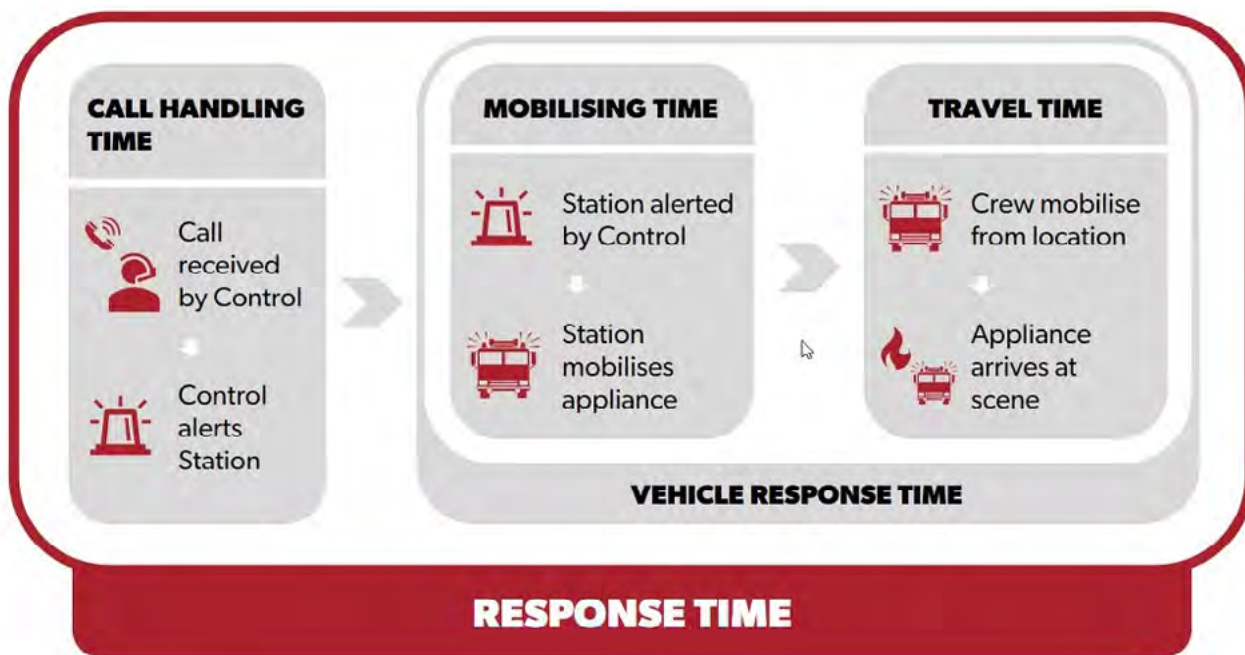 CALL HANDLING
TIME
Call
received
by Control
Control
alerts
Station
MOBILISING TIME
Station alerted
by Control
Station
mobilises
appliance
TRAVEL TIME
Crew mobilise
from location
Appliance
arrives at
scene
VEHICLE RESPONSE TIME
RESPONSE TIME